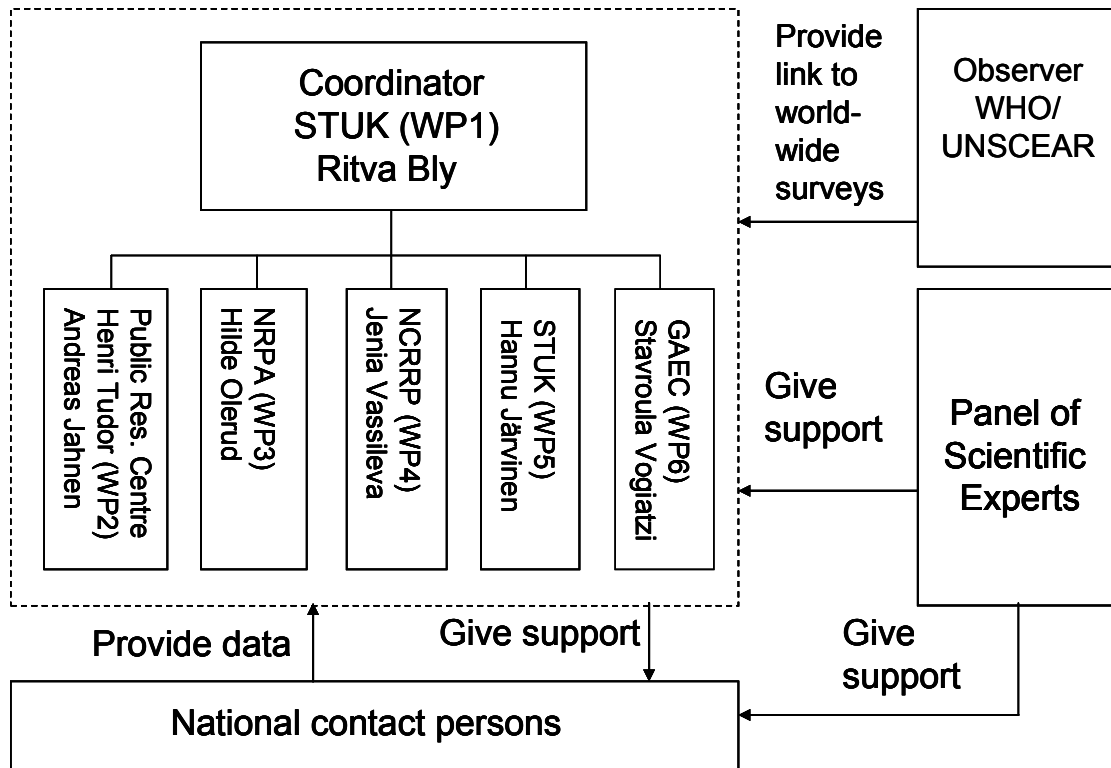 Coordinator
STUK (WP1)
Ritva Bly
Provide
link to
world-
wide
surveys
Observer
WHO/
UNSCEAR
Public Res. Centre
Henri Tudor (WP2)
Andreas Jahnen
NRPA (WP3)
Hilde Olerud
NCRRP (WP4)
Jenia Vassileva
STUK (WP5)
Hannu Järvinen
GAEC (WP6)
Stavroula Vogiatzi
Give
support
Panel of
Scientific
Experts
Provide data
Give support
Give
support
National contact persons